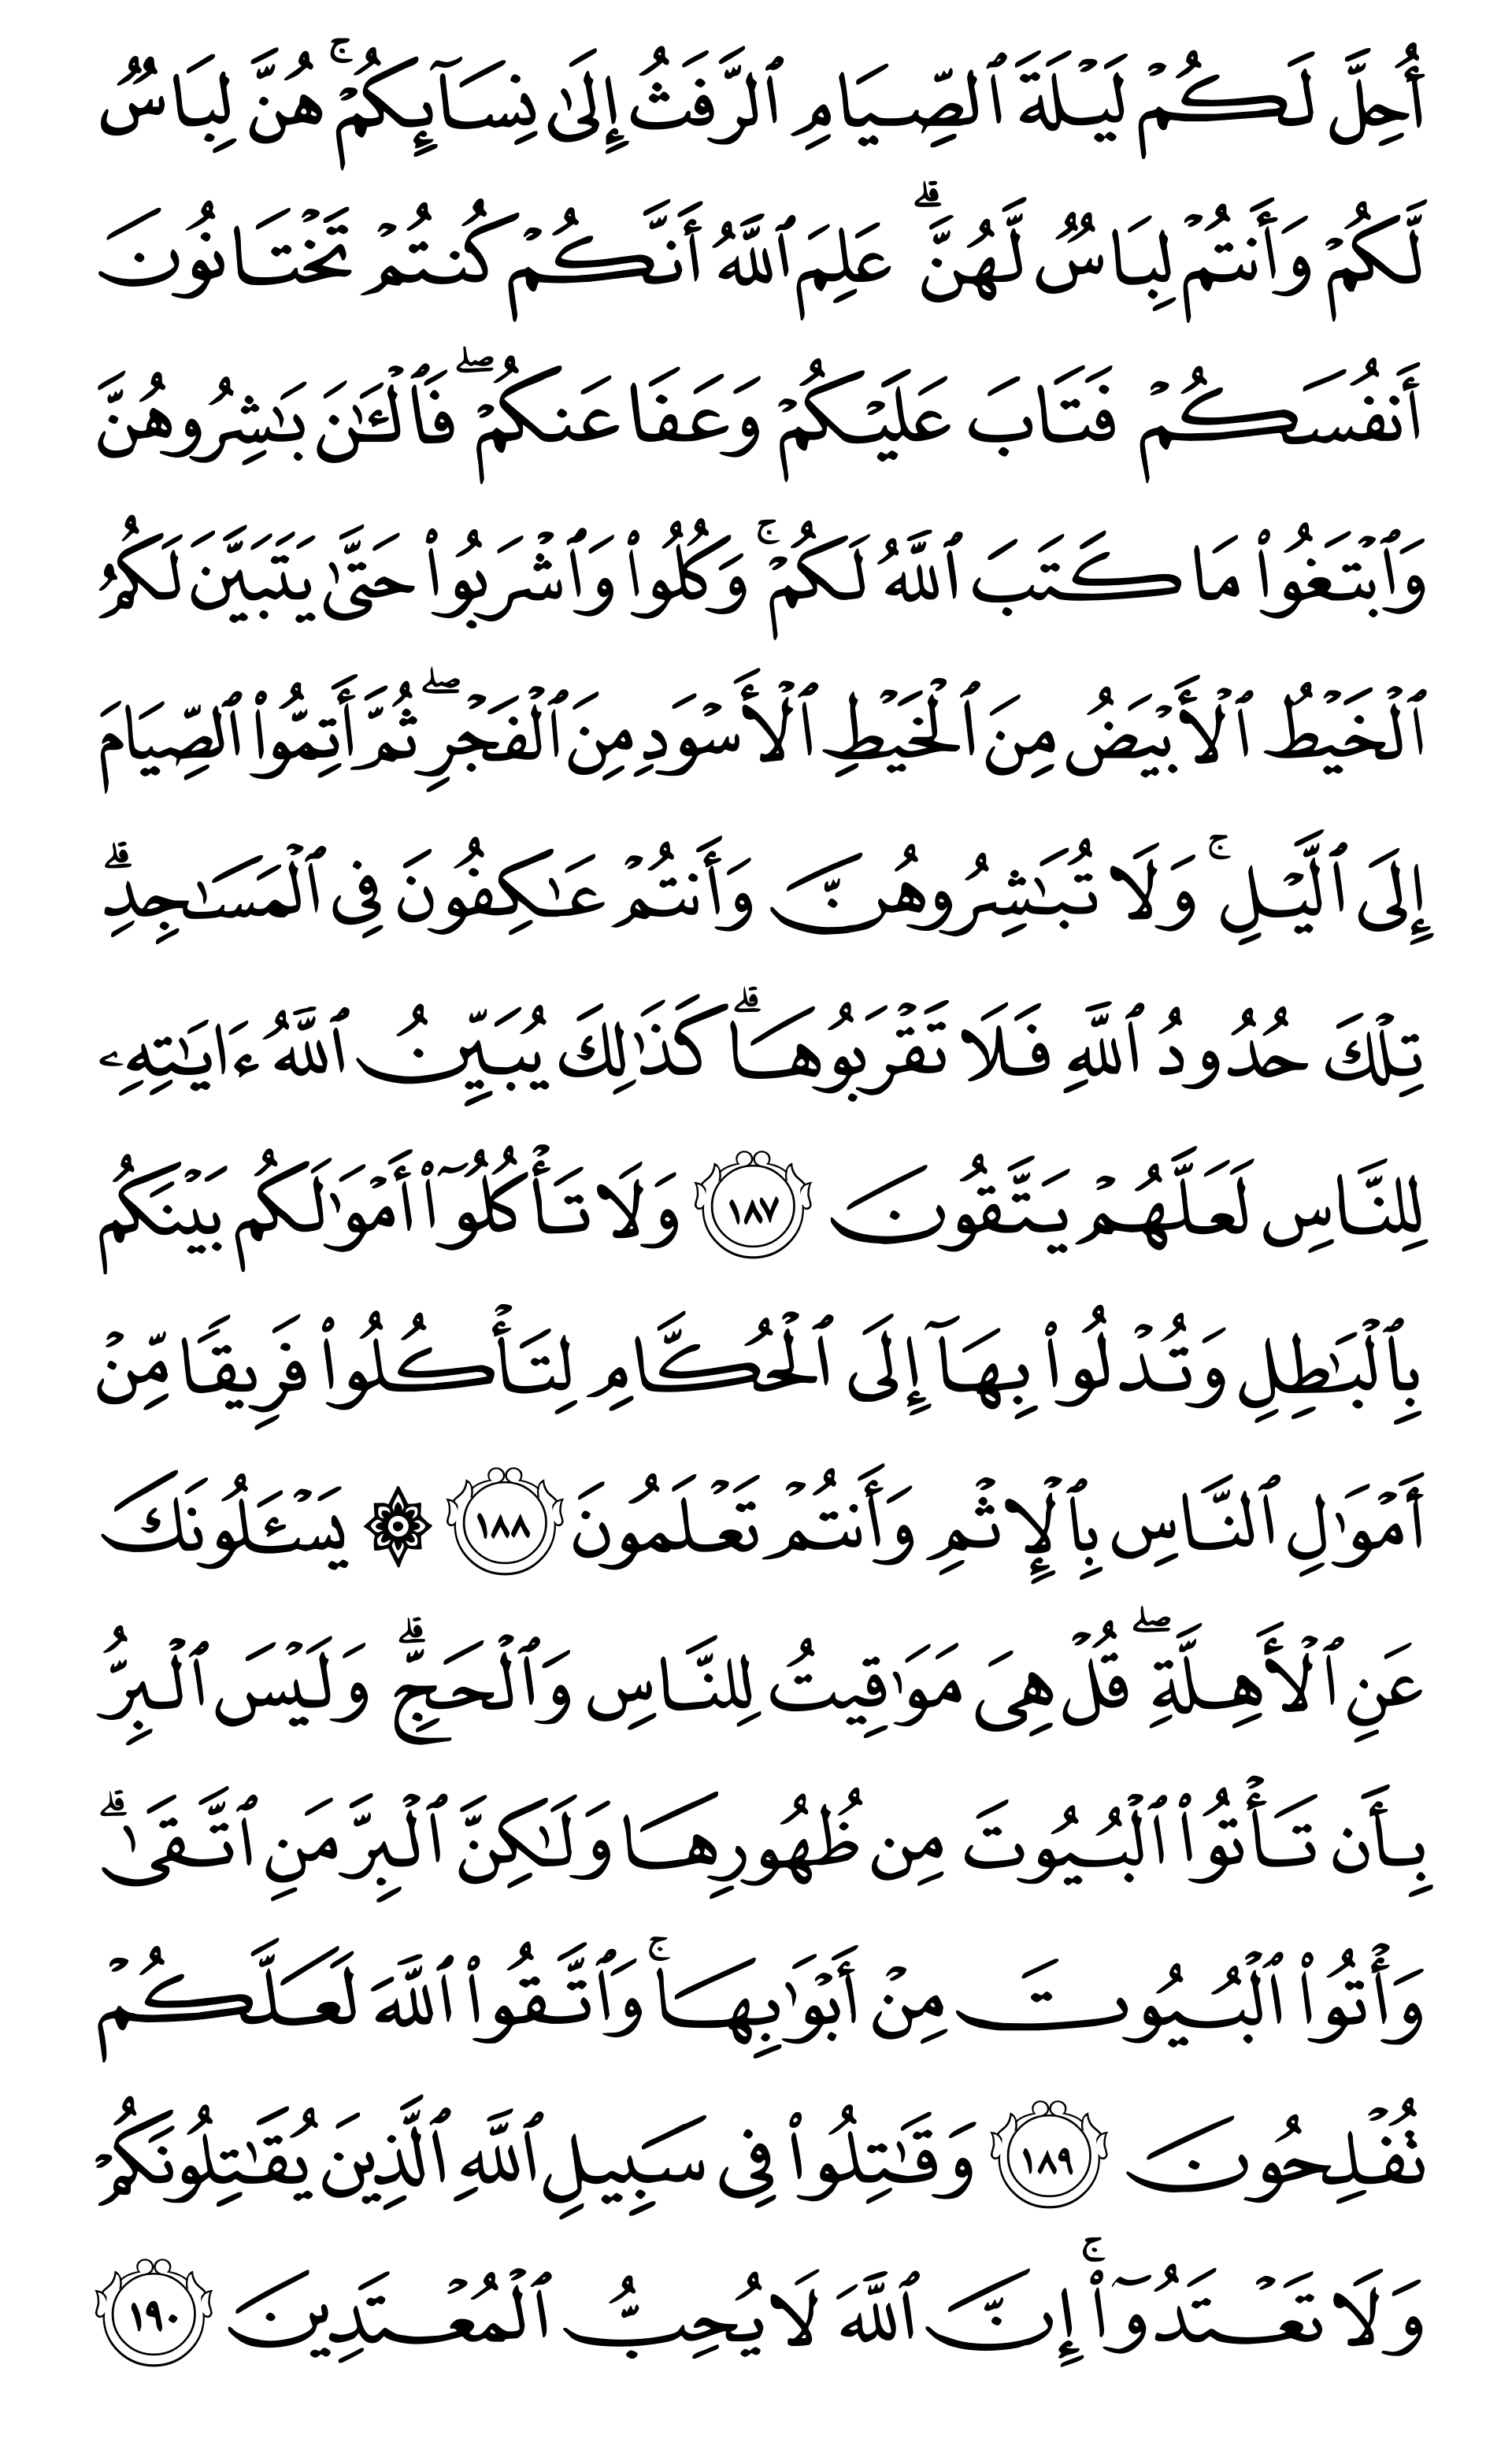 أُحِلَّ لَكُمْ لَيْلَةَ ٱلصِّيَامِ ٱلرَّفَثُ إِلَىٰ نِسَآئِكُمْۚ هُنَّ لِبَاسٌ
لَّكُمْ وَأَنتُمْ لِبَاسٌ لَّهُنَّۗ عَلِمَ ٱللَّهُ أَنَّكُمْ كُنتُمْ تَخْتَانُونَ
أَنفُسَكُمْ فَتَابَ عَلَيْكُمْ وَعَفَا عَنكُمْۖ فَٱلْـَٰٔنَ بَٰشِرُوهُنَّ
وَٱبْتَغُوا۟ مَا كَتَبَ ٱللَّهُ لَكُمْۚ وَكُلُوا۟ وَٱشْرَبُوا۟ حَتَّىٰ يَتَبَيَّنَ لَكُمُ
ٱلْخَيْطُ ٱلْأَبْيَضُ مِنَ ٱلْخَيْطِ ٱلْأَسْوَدِ مِنَ ٱلْفَجْرِۖ ثُمَّ أَتِمُّوا۟ ٱلصِّيَامَ
إِلَى ٱلَّيْلِۚ وَلَا تُبَٰشِرُوهُنَّ وَأَنتُمْ عَٰكِفُونَ فِى ٱلْمَسَٰجِدِۗ
تِلْكَ حُدُودُ ٱللَّهِ فَلَا تَقْرَبُوهَاۗ كَذَٰلِكَ يُبَيِّنُ ٱللَّهُ ءَايَٰتِهِۦ
لِلنَّاسِ لَعَلَّهُمْ يَتَّقُونَ ١٨٧ وَلَا تَأْكُلُوٓا۟ أَمْوَٰلَكُم بَيْنَكُم
بِٱلْبَٰطِلِ وَتُدْلُوا۟ بِهَآ إِلَى ٱلْحُكَّامِ لِتَأْكُلُوا۟ فَرِيقًا مِّنْ
أَمْوَٰلِ ٱلنَّاسِ بِٱلْإِثْمِ وَأَنتُمْ تَعْلَمُونَ ١٨٨ ۞ يَسْـَٔلُونَكَ
عَنِ ٱلْأَهِلَّةِۖ قُلْ هِىَ مَوَٰقِيتُ لِلنَّاسِ وَٱلْحَجِّۗ وَلَيْسَ ٱلْبِرُّ
بِأَن تَأْتُوا۟ ٱلْبُيُوتَ مِن ظُهُورِهَا وَلَٰكِنَّ ٱلْبِرَّ مَنِ ٱتَّقَىٰۗ
وَأْتُوا۟ ٱلْبُيُوتَ مِنْ أَبْوَٰبِهَاۚ وَٱتَّقُوا۟ ٱللَّهَ لَعَلَّكُمْ
تُفْلِحُونَ ١٨٩ وَقَٰتِلُوا۟ فِى سَبِيلِ ٱللَّهِ ٱلَّذِينَ يُقَٰتِلُونَكُمْ
وَلَا تَعْتَدُوٓا۟ۚ إِنَّ ٱللَّهَ لَا يُحِبُّ ٱلْمُعْتَدِينَ ١٩٠